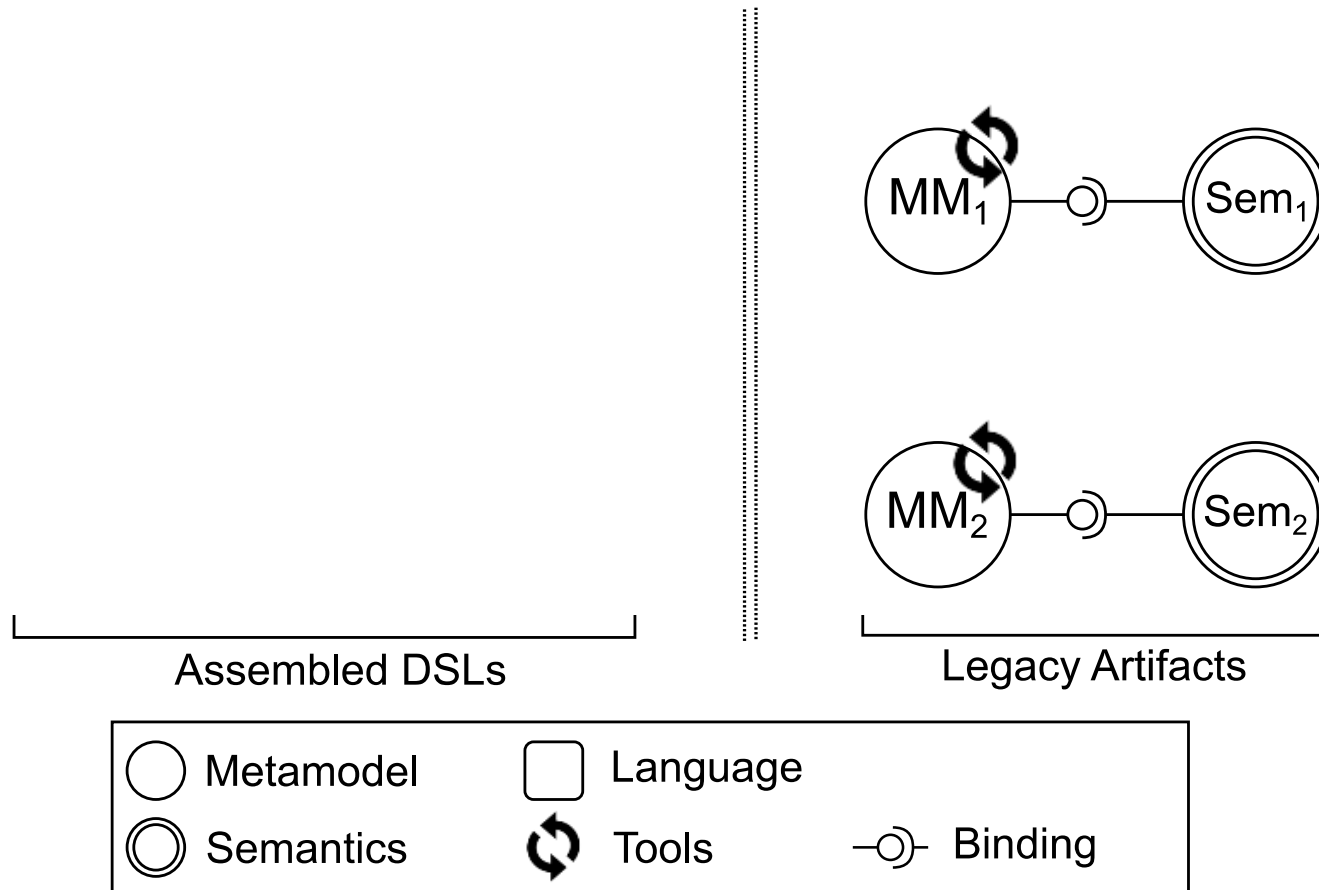 MM₁ Sem₁
MM₂ Sem₂
Assembled DSLs Legacy Artifacts
Metamodel Language
Semantics Tools Binding